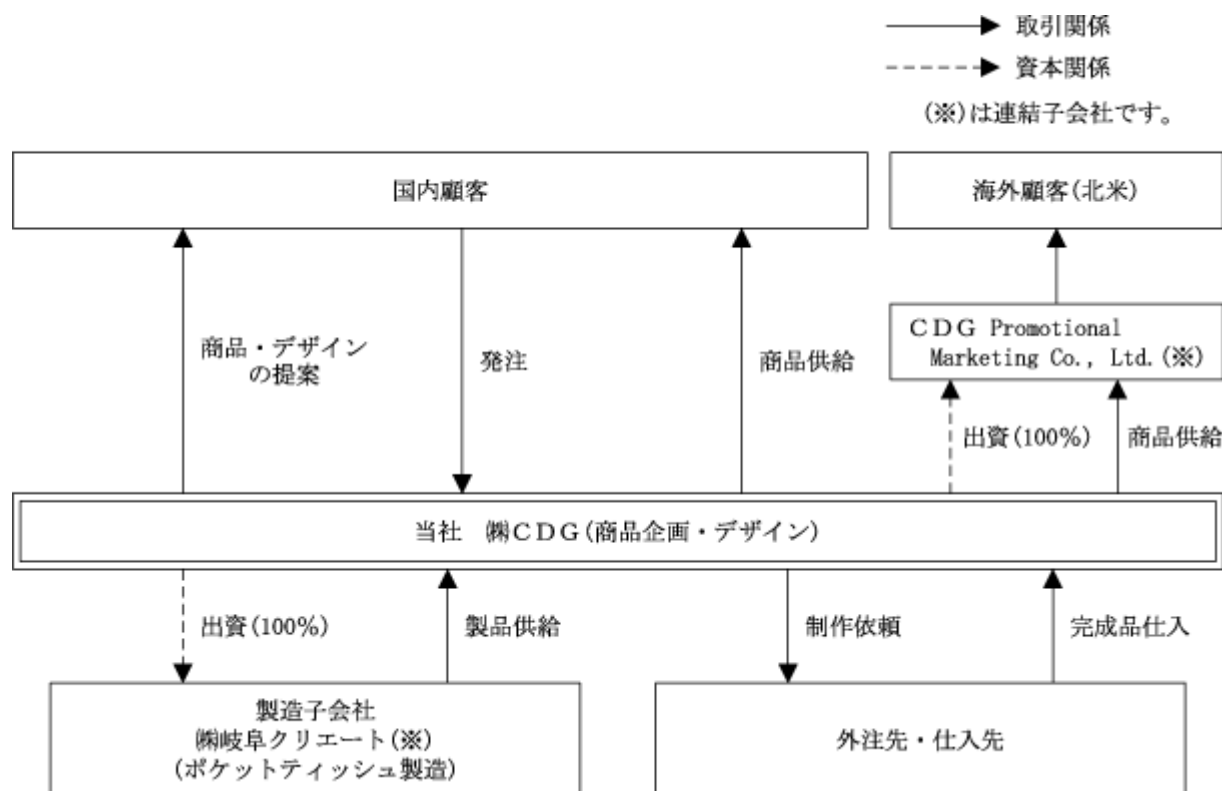 取引関係
資本関係
(※)は連結子会社です。
国内顧客
海外顧客(北米)
商品・デザイン
の提案
発注
商品供給
ＣＤＧ Promotional
Marketing Co., Ltd.(※)
出資(100%)
商品供給
当社　㈱ＣＤＧ(商品企画・デザイン)
出資(100%)
製品供給
制作依頼
完成品仕入
製造子会社
㈱岐阜クリエート(※)
(ポケットティッシュ製造)
外注先・仕入先